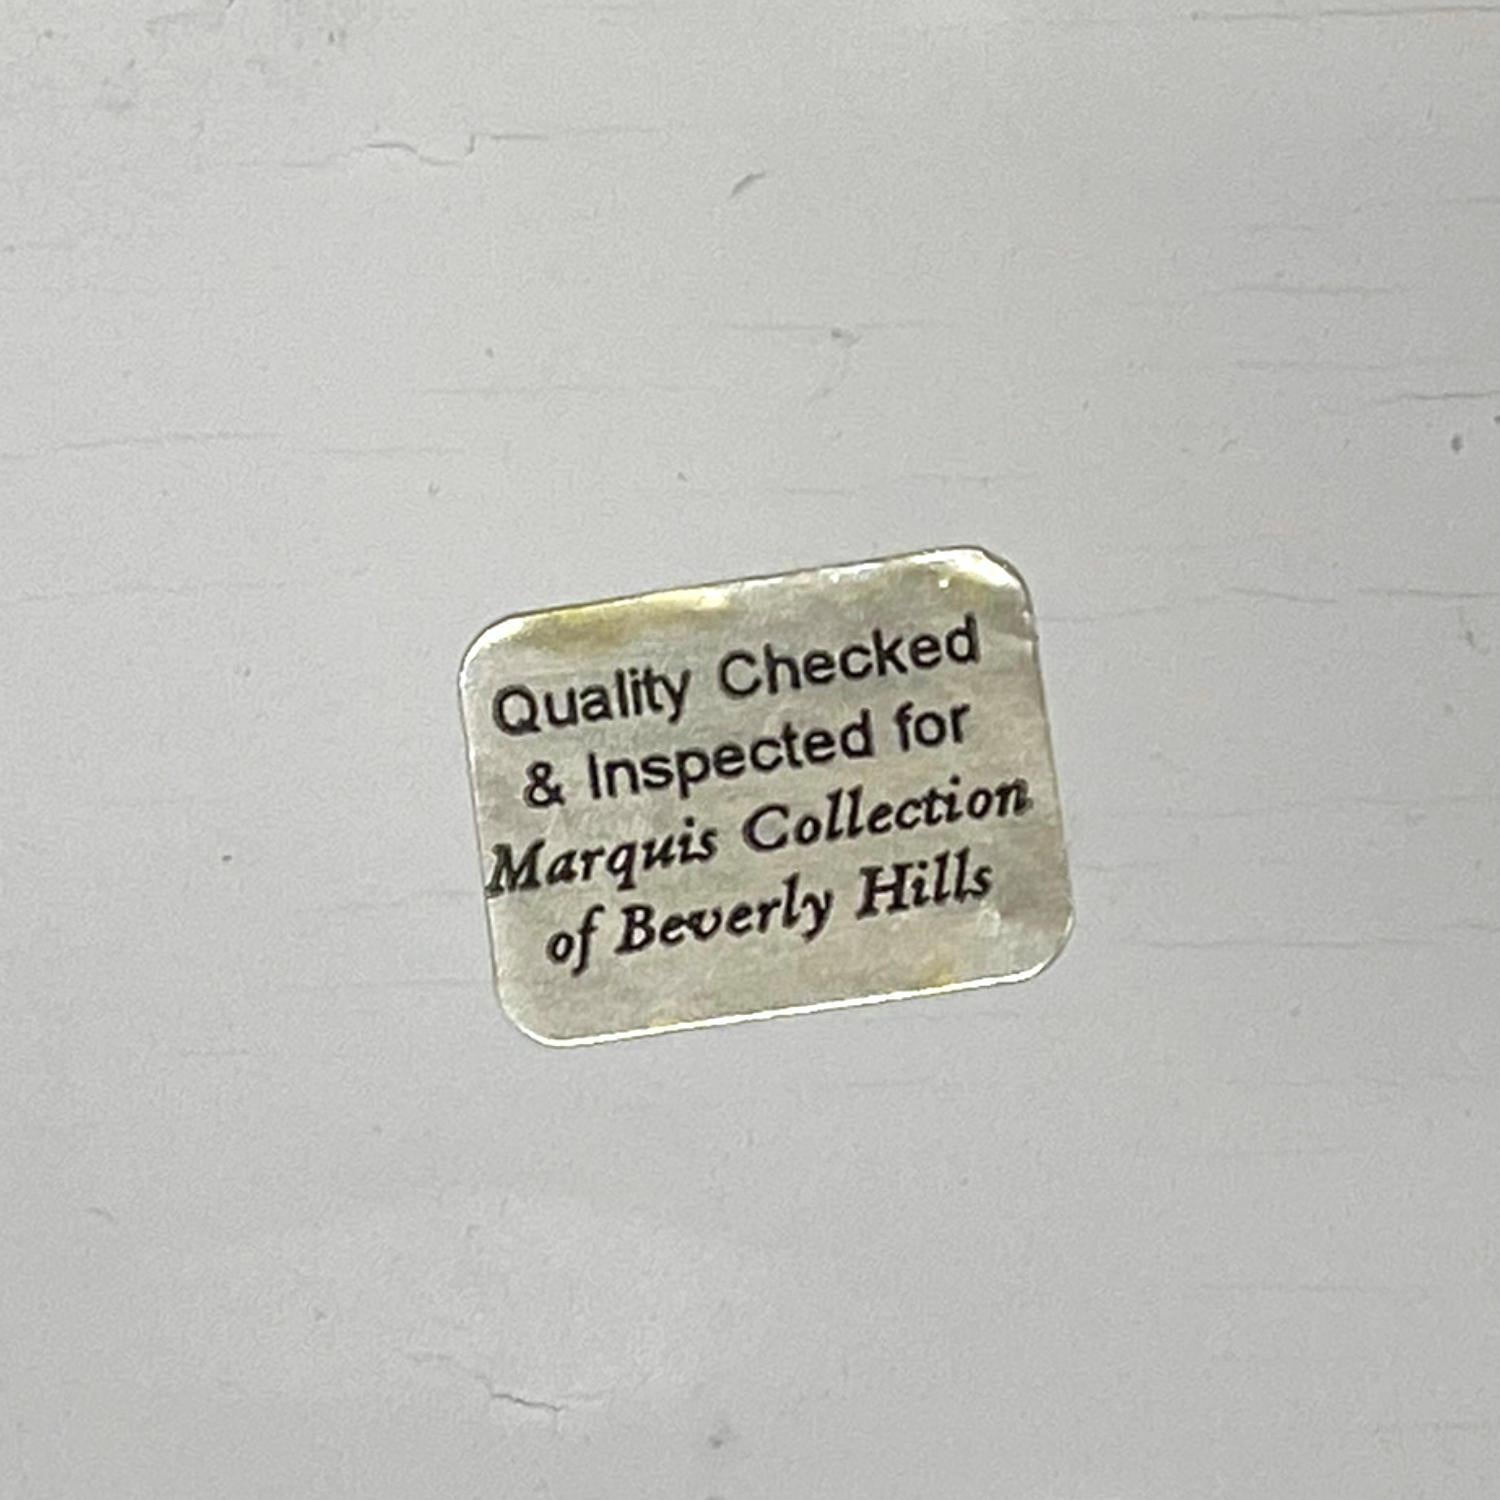 Quality Checked
& Inspected for
Marquis Collection
of Beverly Hills